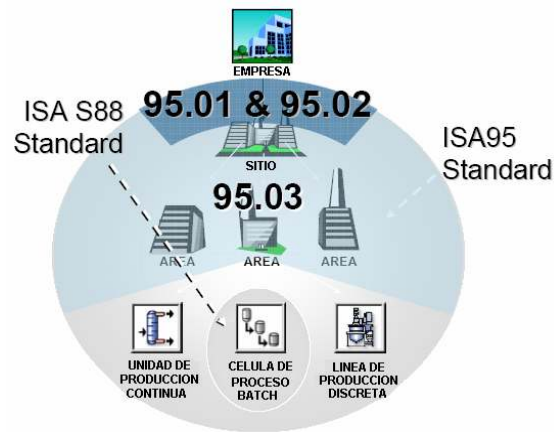 EMPRESA
95.01 & 95.02
ISA S88
Standard
ISA95
Standard
SITIO
95.03
AREA
AREA
AREA
UNIDAD DE
PRODUCCION
CONTINUA
CELULA DE
PROCESO
BATCH
LINEA DE
PRODUCCION
DISCRETA